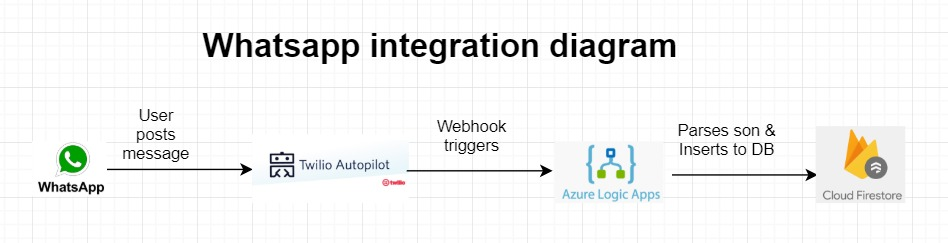 Whatsapp integration diagram
User
posts
message
WhatsApp
Twilio Autopilot
twilio
Webhook
triggers
Azure Logic Apps
Parses son &
Inserts to DB
Cloud Firestore